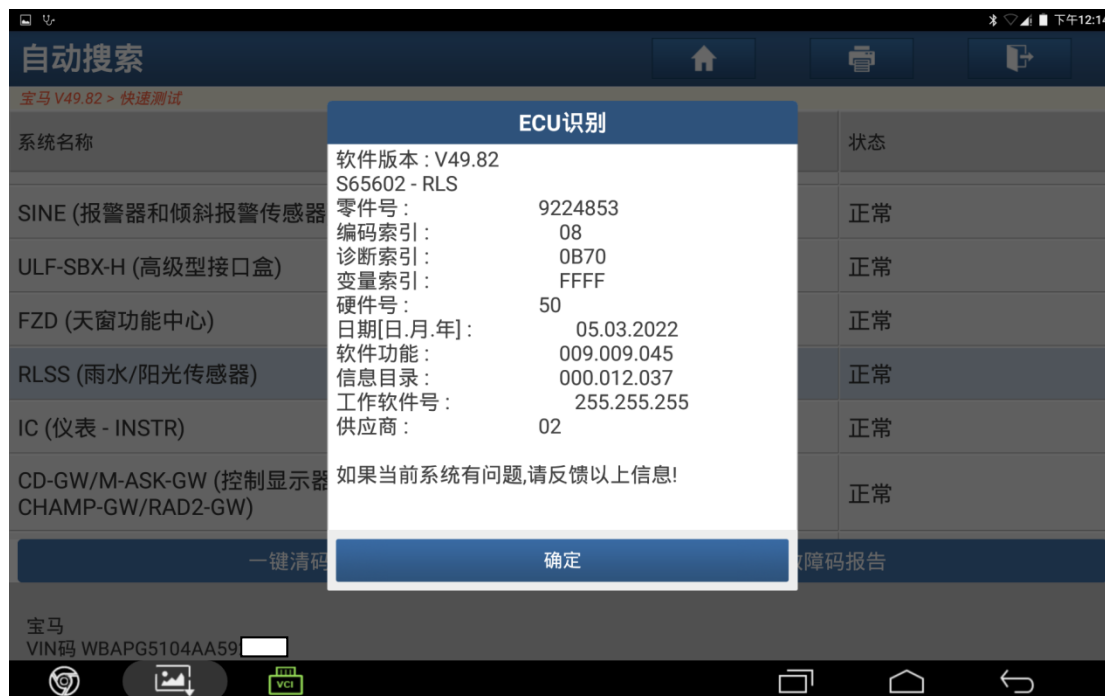 下午12:14
自动搜索
宝马 V49.82 > 快速测试
系统名称
状态
SINE (报警器和倾斜报警传感器
正常
ULF-SBX-H (高级型接口盒)
正常
FZD (天窗功能中心)
正常
RLSS (雨水/阳光传感器)
正常
IC (仪表 - INSTR)
正常
CD-GW/M-ASK-GW (控制显示器
CHAMP-GW/RAD2-GW)
正常
ECU识别
软件版本 : V49.82
S65602 - RLS
零件号 : 9224853
编码索引 : 08
诊断索引 : 0B70
变量索引 : FFFF
硬件号 : 50
日期[日.月.年] : 05.03.2022
软件功能 : 009.009.045
信息目录 : 000.012.037
工作软件号 : 255.255.255
供应商 : 02
如果当前系统有问题,请反馈以上信息!
确定
一键清码
障码报告
宝马
VIN码 WBAPG5104AA59
VCI